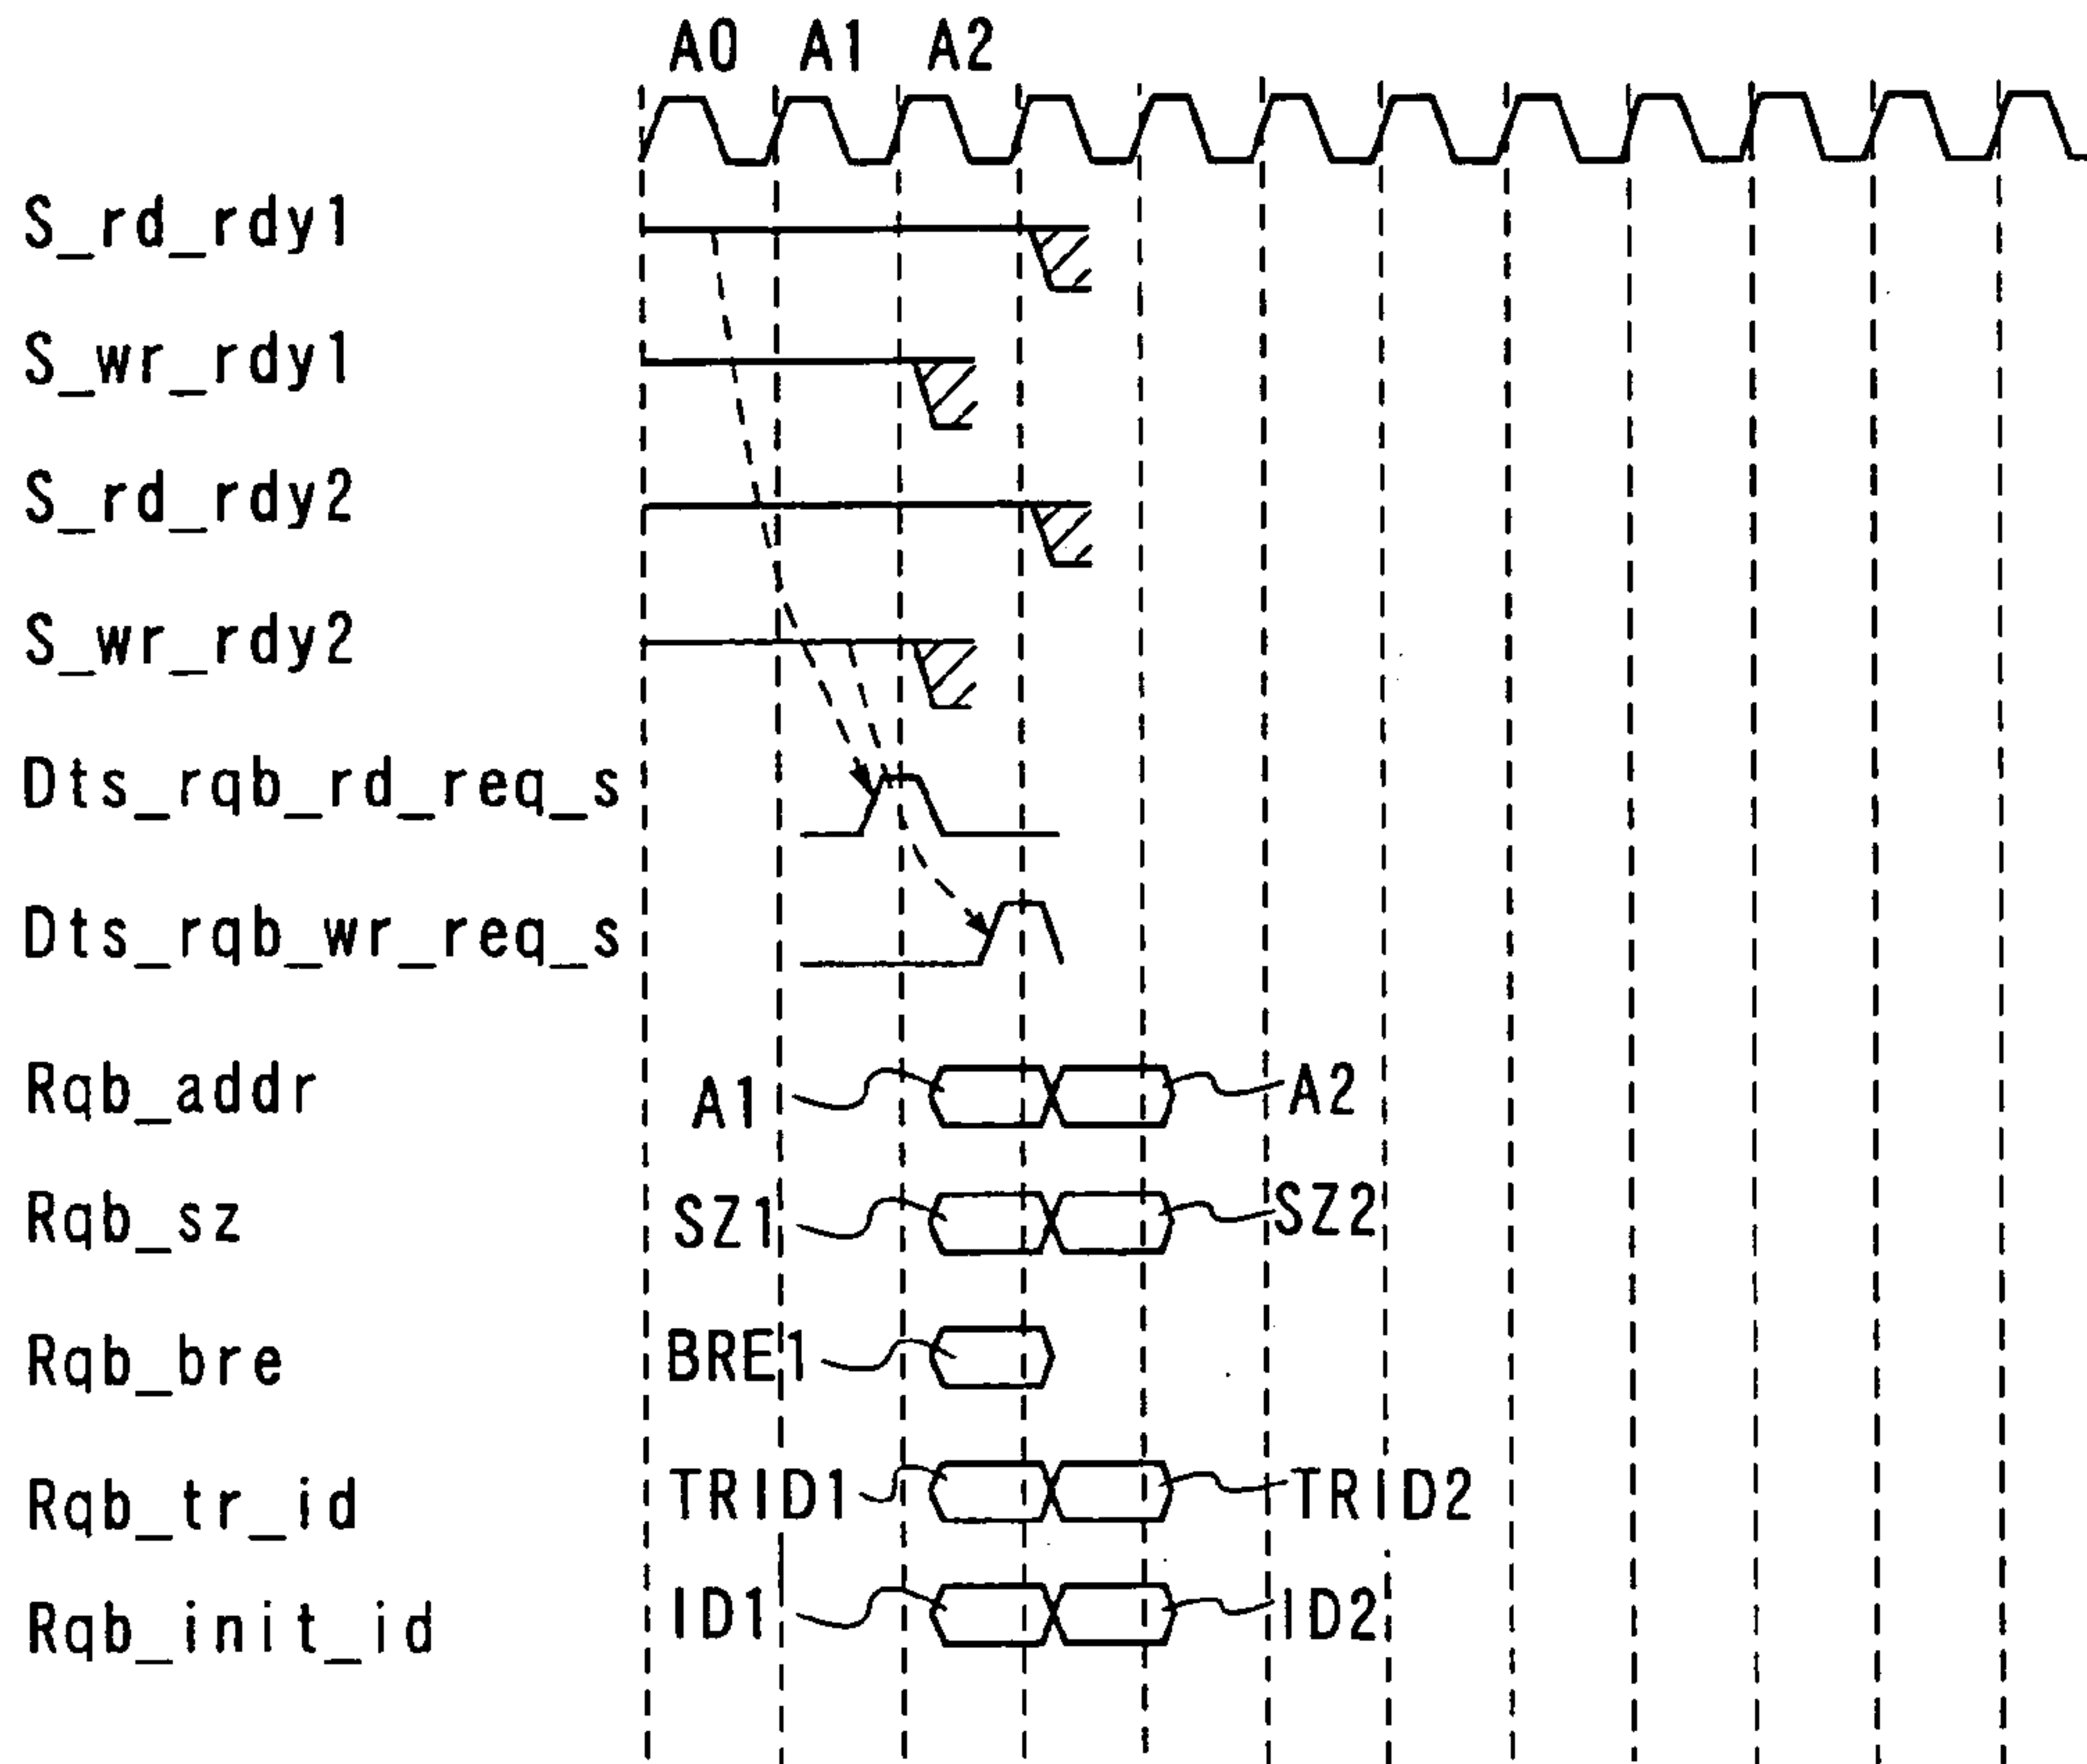 A0 A1 A2
S_rd_rdy1
S_wr_rdy1
S_rd_rdy2
S_wr_rdy2
Dts_rqb_rd_req_s
Dts_rqb_wr_req_s
Rqb_addr A1 A2
Rqb_sz SZ1 SZ2
Rqb_bre BRE1
Rqb_tr_id TRID1 TRID2
Rqb_init_id ID1 ID2